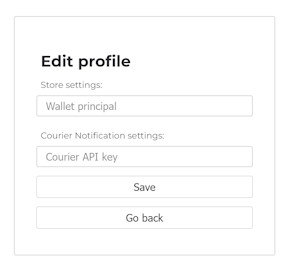 Edit profile
Store settings:
Wallet principal
Courier Notification settings:
Courier API key
Save
Go back